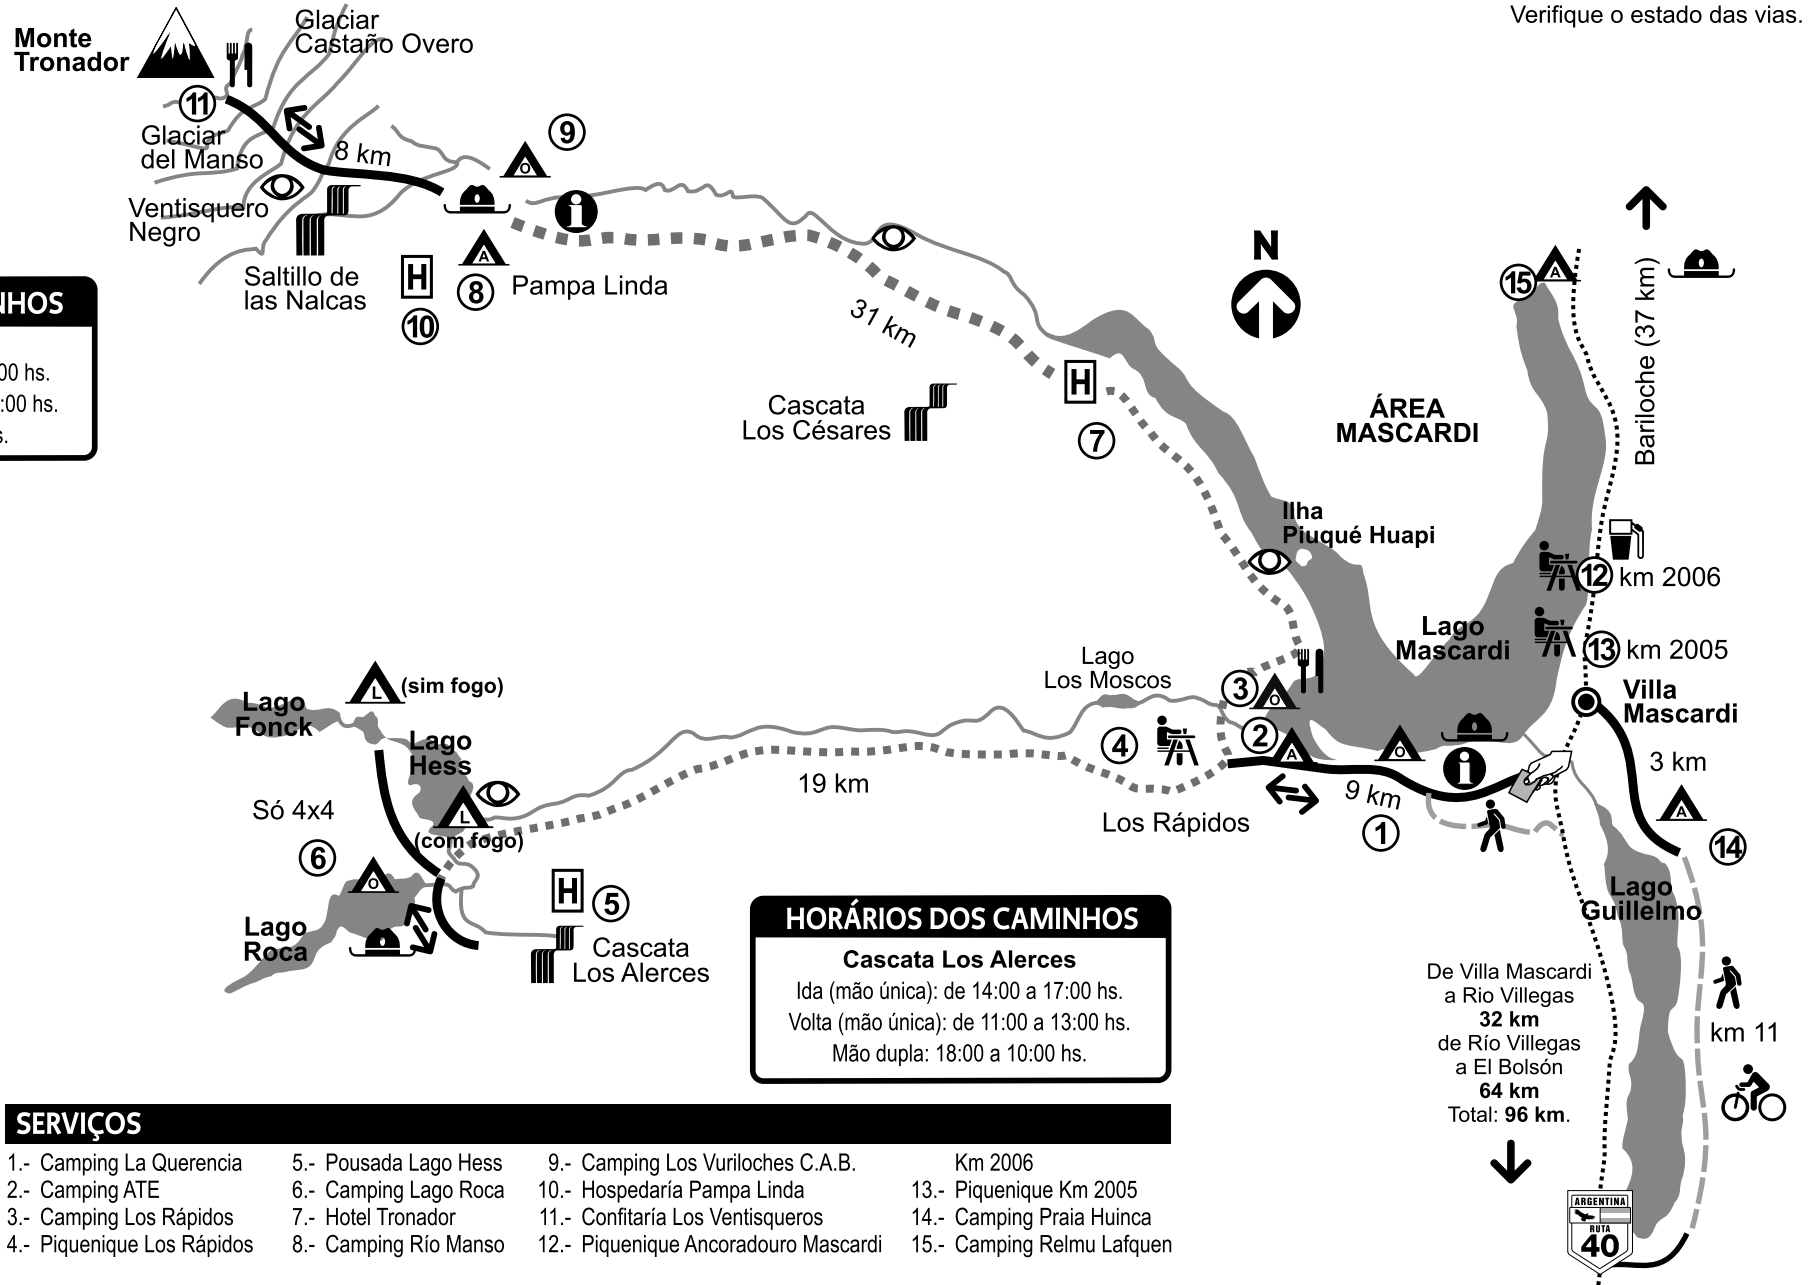 Verifique o estado das vias.
Monte
Tronador
Glaciar
Castaño Overo
11
Glaciar
del Manso
8 km
9
O
Ventisquero
Negro
i
Saltillo de
las Nalcas
H
10
A
8
Pampa Linda
31 km
N
15
A
Bariloche (37 km)
NHOS
00 hs.
:00 hs.
s.
Cascata
Los Césares
H
7
ÁREA
MASCARDI
Ilha
Piuqué Huapi
12 km 2006
Lago
Mascardi
13 km 2005
Villa
Mascardi
3 km
A
14
Lago
Los Moscos
3
O
2
A
O
i
4
Los Rápidos
9 km
1
19 km
L
(sim fogo)
Lago
Fonck
Lago
Hess
L
(com fogo)
Só 4x4
6
O
Lago
Roca
H
5
Cascata
Los Alerces
HORÁRIOS DOS CAMINHOS
Cascata Los Alerces
Ida (mão única): de 14:00 a 17:00 hs.
Volta (mão única): de 11:00 a 13:00 hs.
Mão dupla: 18:00 a 10:00 hs.
Lago
Guillelmo
De Villa Mascardi
a Rio Villegas
32 km
de Río Villegas
a El Bolsón
64 km
Total: 96 km.
km 11
ARGENTINA
RUTA
40
SERVIÇOS
1.- Camping La Querencia
2.- Camping ATE
3.- Camping Los Rápidos
4.- Piquenique Los Rápidos
5.- Pousada Lago Hess
6.- Camping Lago Roca
7.- Hotel Tronador
8.- Camping Río Manso
9.- Camping Los Vuriloches C.A.B.
10.- Hospedaría Pampa Linda
11.- Confitaría Los Ventisqueros
12.- Piquenique Ancoradouro Mascardi
Km 2006
13.- Piquenique Km 2005
14.- Camping Praia Huinca
15.- Camping Relmu Lafquen